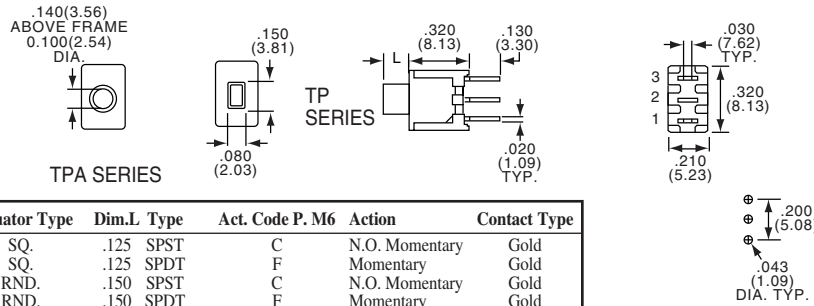 .140(3.56)
ABOVE FRAME
0.100(2.54)
DIA.
TPA SERIES
.150
(3.81)
.080
(2.03)
TP
SERIES
L
.320
(8.13)
.130
(3.30)
.020
(1.09)
TYP.
.030
(7.62)
TYP.
3
2
1
.320
(8.13)
.210
(5.23)
.200
(5.08)
.043
(1.09)
DIA. TYP.
uator Type Dim.L Type Act. Code P. M6 Action Contact Type
SQ. .125 SPST C N.O. Momentary Gold
SQ. .125 SPDT F Momentary Gold
RND. .150 SPST C N.O. Momentary Gold
RND. .150 SPDT F Momentary Gold